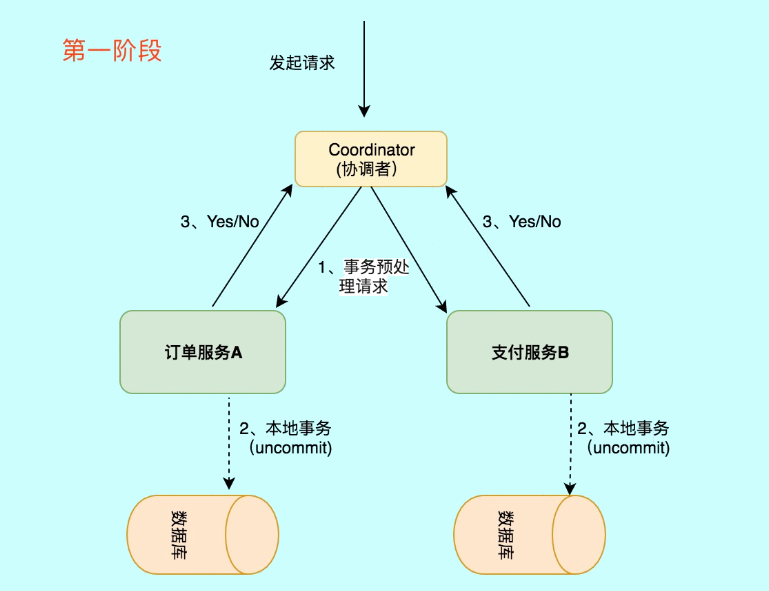 第一阶段
发起请求
Coordinator
(协调者）
3、Yes/No
3、Yes/No
1、事务预处
理请求
订单服务A
支付服务B
2、本地事务
（uncommit)
2、本地事务
（uncommit)
数据库
数据库